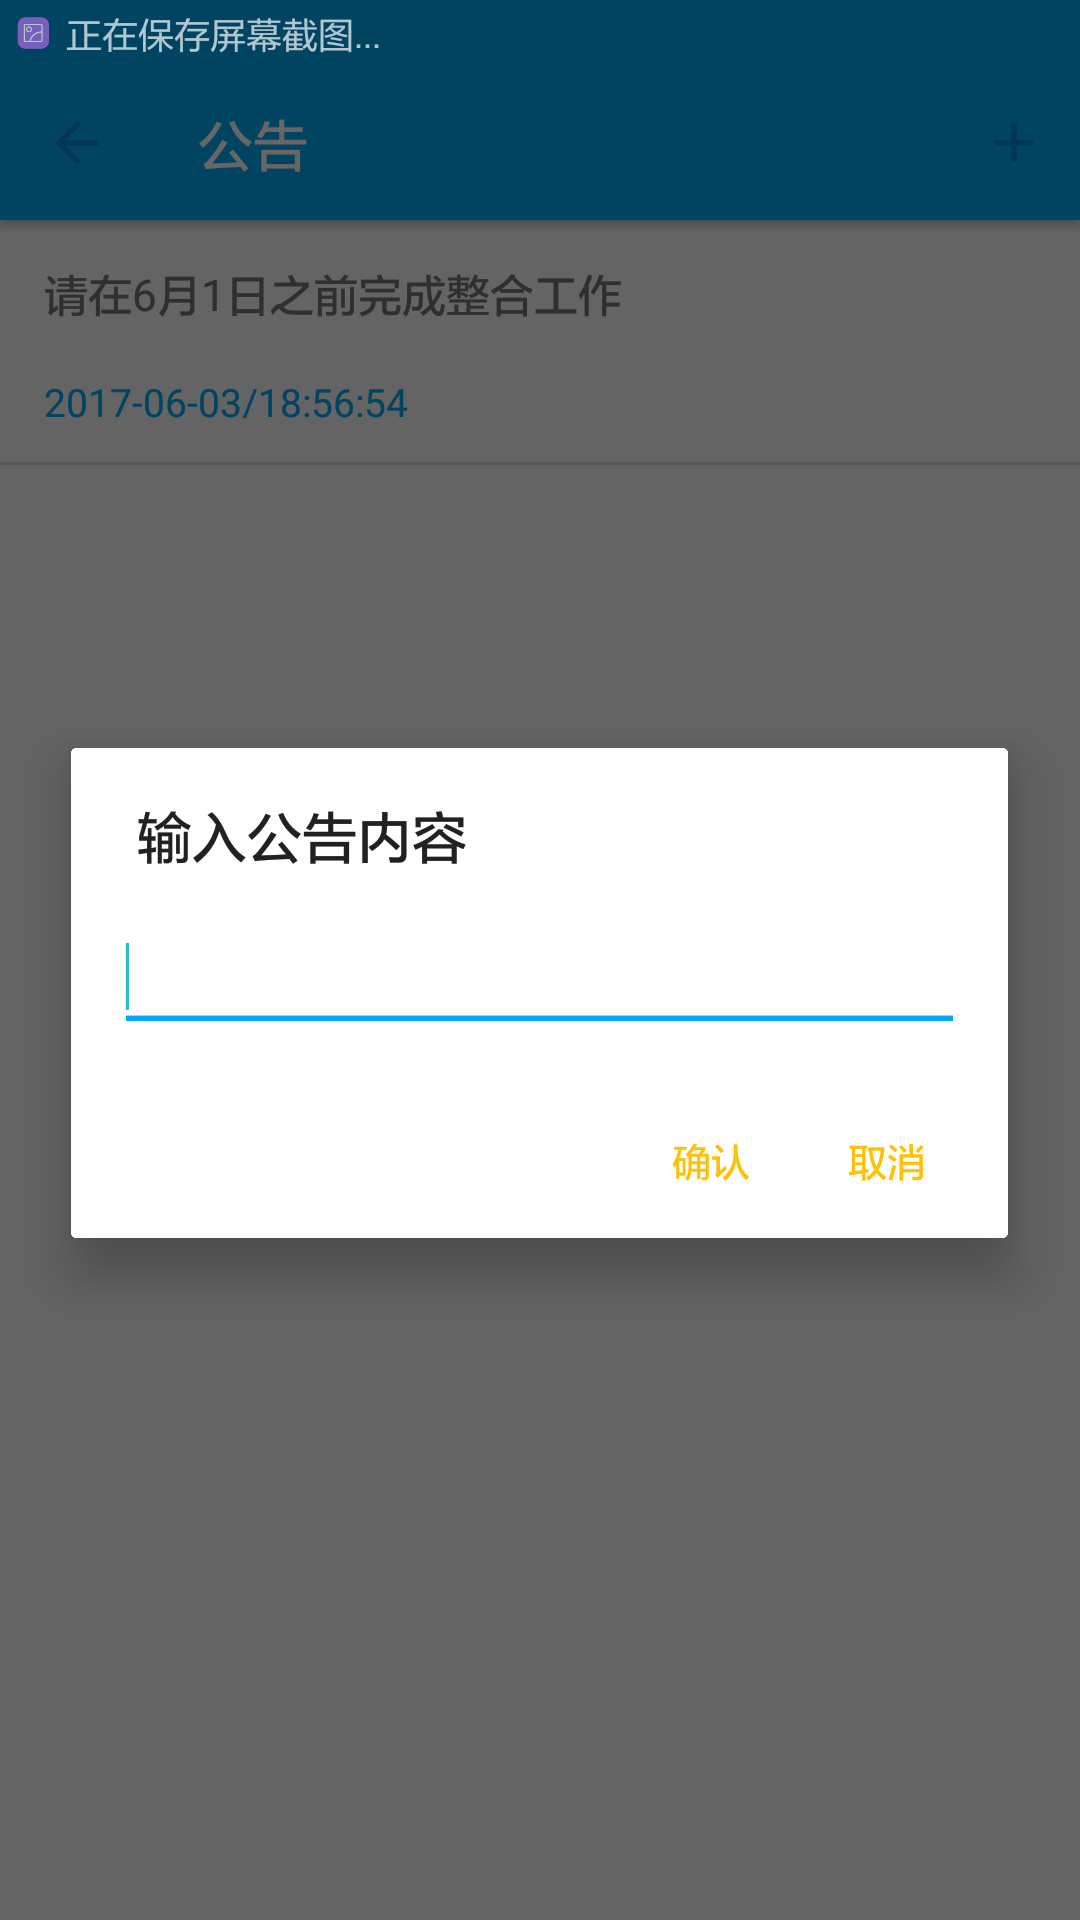 正在保存屏幕截图...
公告
请在6月1日之前完成整合工作
2017-06-03/18:56:54
输入公告内容
确认 取消